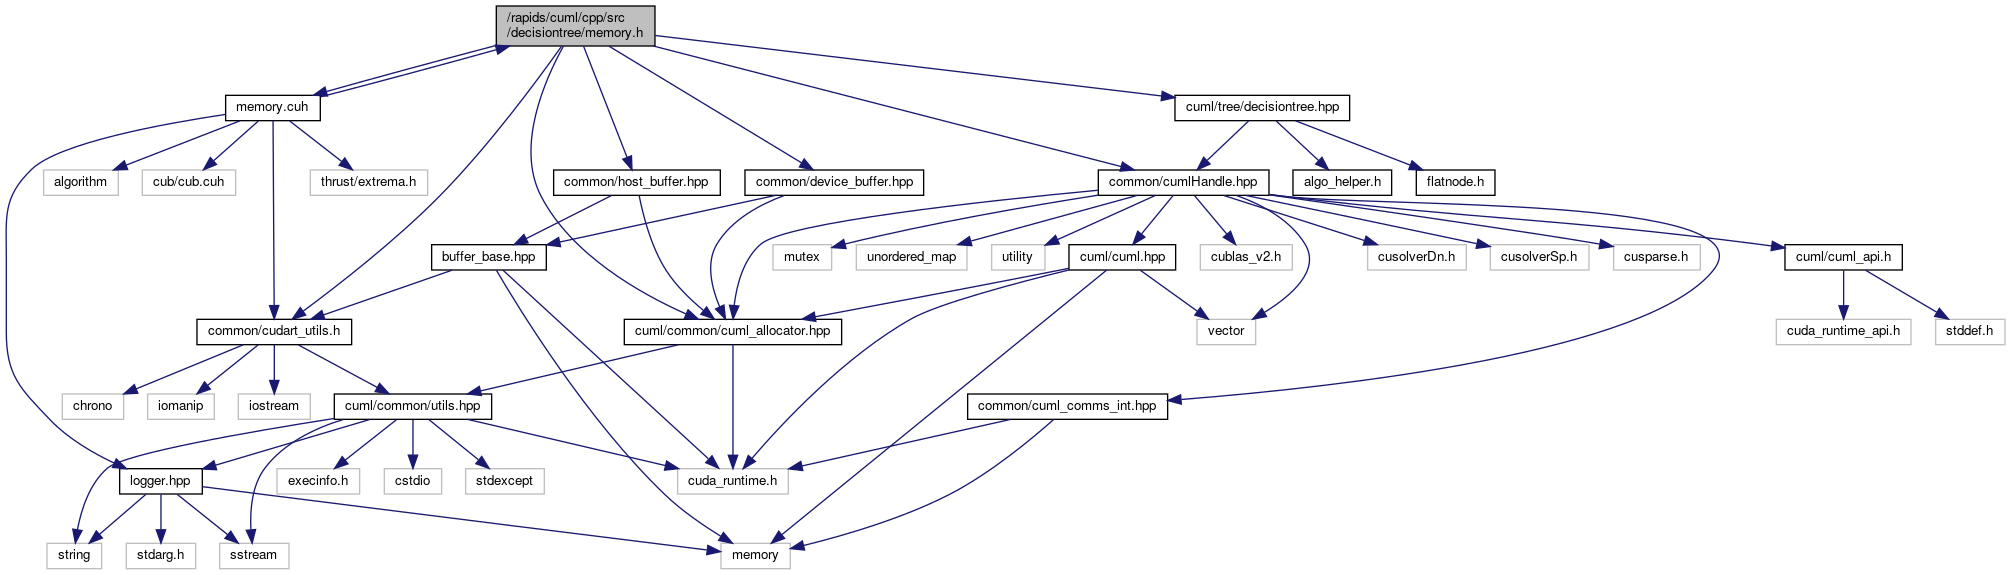 /rapids/cuml/cpp/src
/decisiontree/memory.h
memory.cuh
cuml/tree/decisiontree.hpp
algorithm
cub/cub.cuh
thrust/extrema.h
common/host_buffer.hpp
common/device_buffer.hpp
common/cumlHandle.hpp
algo_helper.h
flatnode.h
buffer_base.hpp
mutex
unordered_map
utility
cuml/cuml.hpp
cublas_v2.h
cusolverDn.h
cusolverSp.h
cusparse.h
cuml/cuml_api.h
common/cudart_utils.h
cuml/common/cuml_allocator.hpp
vector
cuda_runtime_api.h
stddef.h
chrono
iomanip
iostream
cuml/common/utils.hpp
common/cuml_comms_int.hpp
logger.hpp
execinfo.h
cstdio
stdexcept
cuda_runtime.h
string
stdarg.h
sstream
memory